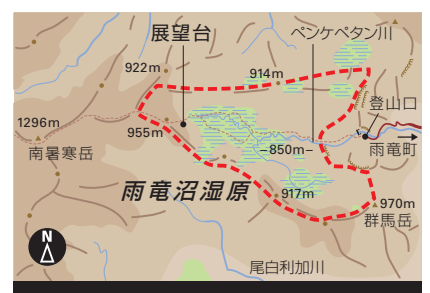 展望台
ペンケペタン川
922m
914m
登山口
1296m
955m
南暑寒岳
850m
雨竜町
雨竜沼湿原
917m
970m
群馬岳
N
尾白利加川